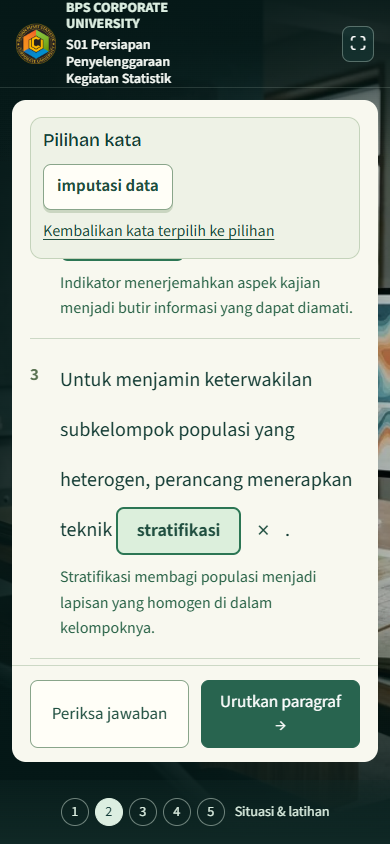 BPS CORPORATE
UNIVERSITY
S01 Persiapan
Penyelenggaraan
Kegiatan Statistik
Pilihan kata
imputasi data
Kembalikan kata terpilih ke pilihan
Indikator menerjemahkan aspek kajian
menjadi butir informasi yang dapat diamati.
3
Untuk menjamin keterwakilan
subkelompok populasi yang
heterogen, perancang menerapkan
teknik stratifikasi × .
Stratifikasi membagi populasi menjadi
lapisan yang homogen di dalam
kelompoknya.
Periksa jawaban
Urutkan paragraf
→
1 2 3 4 5 Situasi & latihan